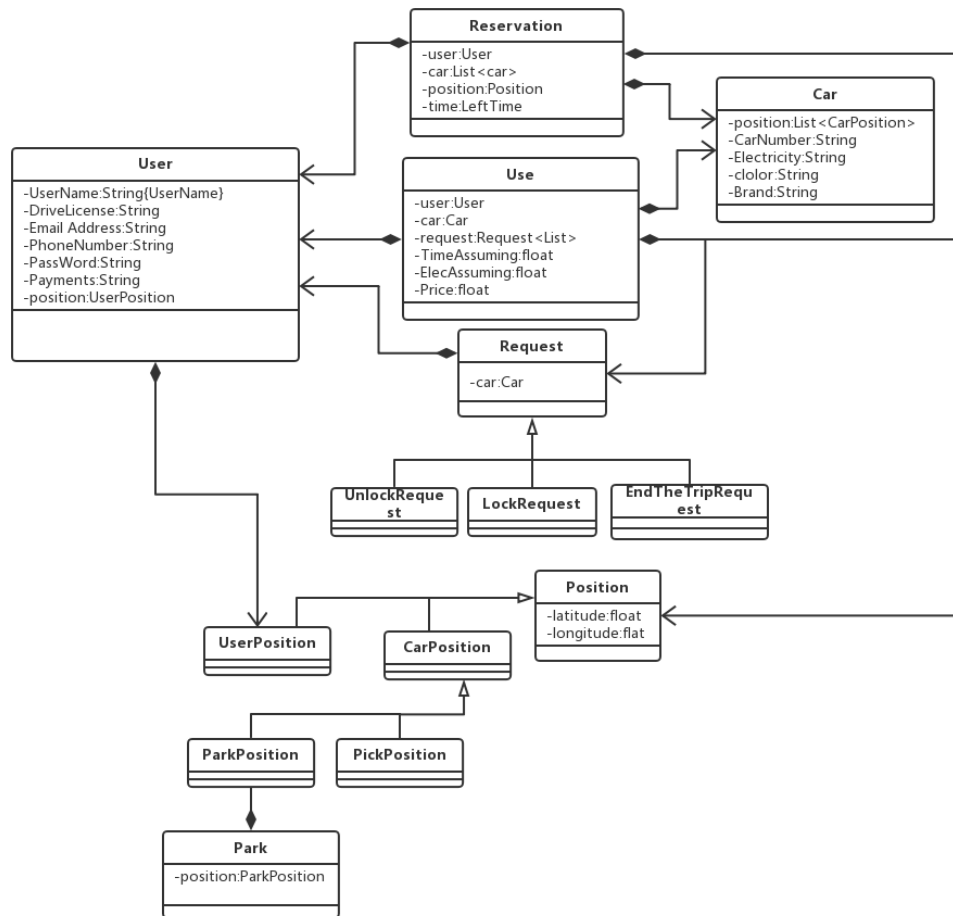 Reservation
-user:User
-car:List<car>
-position:Position
-time:LeftTime
Car
-position:List<CarPosition>
-CarNumber:String
-Electricity:String
-clolor:String
-Brand:String
User
-UserName:String{UserName}
-DriveLicense:String
-Email Address:String
-PhoneNumber:String
-PassWord:String
-Payments:String
-position:UserPosition
Use
-user:User
-car:Car
-request:Request<List>
-TimeAssuming:float
-ElecAssuming:float
-Price:float
Request
-car:Car
UnlockReque
st
LockRequest
EndTheTripRequ
est
Position
-latitude:float
-longitude:flat
UserPosition
CarPosition
ParkPosition
PickPosition
Park
-position:ParkPosition